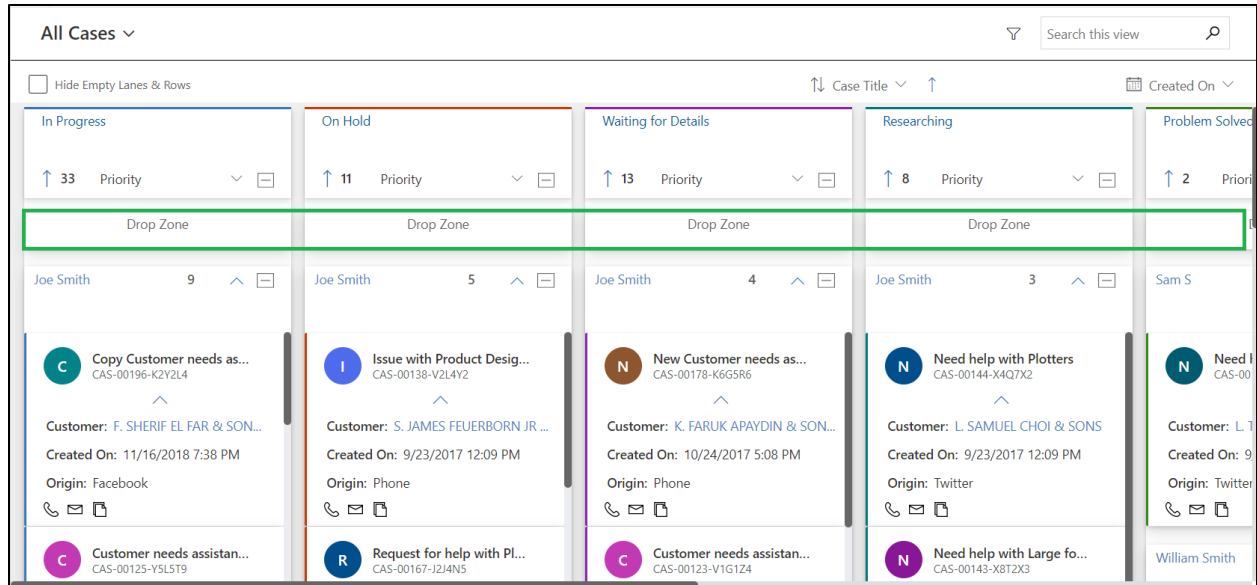 All Cases
Search this view
Hide Empty Lanes & Rows
Case Title
Created On
In Progress
33 Priority
Drop Zone
Joe Smith 9
C
Copy Customer needs as...
CAS-00196-K2Y2L4
Customer: F. SHERIF EL FAR & SON...
Created On: 11/16/2018 7:38 PM
Origin: Facebook
C
Customer needs assistan...
CAS-00125-Y5L5T9
On Hold
11 Priority
Drop Zone
Joe Smith 5
I
Issue with Product Desig...
CAS-00138-V2L4Y2
Customer: S. JAMES FEUERBORN JR ...
Created On: 9/23/2017 12:09 PM
Origin: Phone
R
Request for help with Pl...
CAS-00167-J2J4N5
Waiting for Details
13 Priority
Drop Zone
Joe Smith 4
N
New Customer needs as...
CAS-00178-K6G5R6
Customer: K. FARUK APAYDIN & SON...
Created On: 10/24/2017 5:08 PM
Origin: Phone
C
Customer needs assistan...
CAS-00123-V1G1Z4
Researching
8 Priority
Drop Zone
Joe Smith 3
N
Need help with Plotters
CAS-00144-X4Q7X2
Customer: L. SAMUEL CHOI & SONS
Created On: 9/23/2017 12:09 PM
Origin: Twitter
N
Need help with Large fo...
CAS-00143-X8T2X3
Problem Solved
2 Priori
Sam S
N
Need
CAS-00
Customer: L.
Created On: 9
Origin: Twitter
William Smith